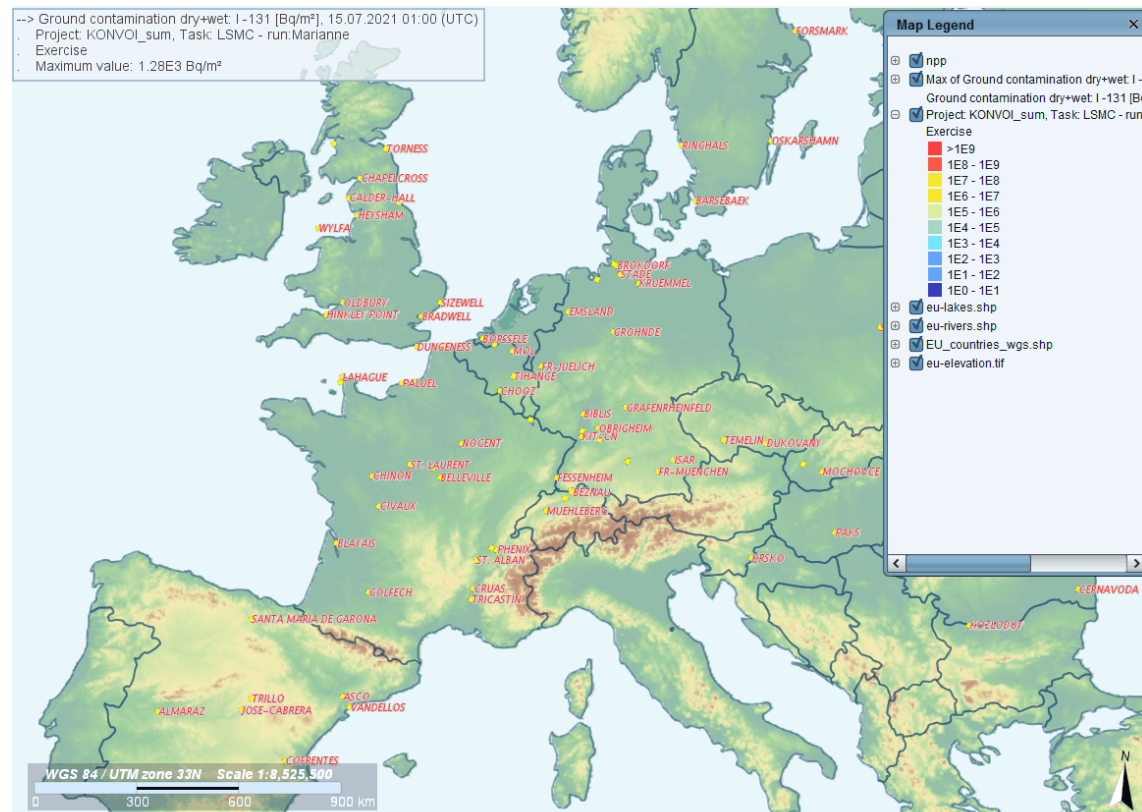 --> Ground contamination dry+wet: I -131 [Bq/m²], 15.07.2021 01:00 (UTC)
. Project: KONVOI_sum, Task: LSMC - run:Marianne
. Exercise
. Maximum value: 1.28E3 Bq/m²
Map Legend
npp
Max of Ground contamination dry+wet: I -
Ground contamination dry+wet: I -131 [Bq
Project: KONVOI_sum, Task: LSMC - run
Exercise
>1E9
1E8 - 1E9
1E7 - 1E8
1E6 - 1E7
1E5 - 1E6
1E4 - 1E5
1E3 - 1E4
1E2 - 1E3
1E1 - 1E2
1E0 - 1E1
eu-lakes.shp
eu-rivers.shp
EU_countries_wgs.shp
eu-elevation.tif
FORSMARK
OSKARSHAMN
RINGHALS
TORNESS
CHAPELCROSS
CALDER-HALL
BARSEBAEK
HEYSHAM
WYLFA
BROKDORF
STADE
KRUEMMEL
OLDBURY
SIZEWELL
HINKLEY POINT
BRADWELL
EMSLAND
GROHNDE
BORSSELE
DUNGENESS
MOL
FR-JUELICH
LAHAGUE
PALUEL
TIHANGE
CHOOZ
GRAFENRHEINFELD
BIBLIS
OBRIGHEIM
KIT-CN
NOGENT
TEMELIN
DUKOVANY
ST. LAURENT
ISAR
CHINON
BELLEVILLE
FESSENHEIM
FR-MUENCHEN
MOCHOVCE
BEZNAU
CIVAUX
MUEHLEBERG
PAKS
BLAYAIS
PHENIX
ST. ALBAN
KRSKO
GOLFECH
CRUAS
TRICASTIN
CERNAVODA
SANTA MARIA DE GARONA
KOZLODUY
TRILLO
ASCO
ALMARAZ
JOSE-CABRERA
VANDELLOS
COFRENTES
WGS 84 / UTM zone 33N Scale 1:8,525,500
0 300 600 900 km
N